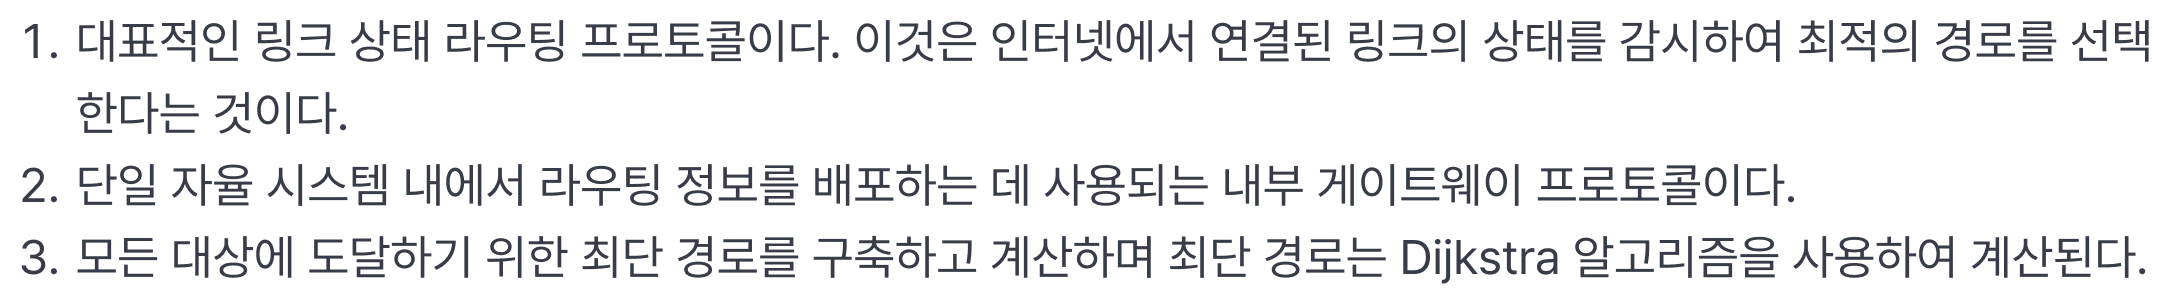 1. 대표적인 링크 상태 라우팅 프로토콜이다. 이것은 인터넷에서 연결된 링크의 상태를 감시하여 최적의 경로를 선택
한다는 것이다.
2. 단일 자율 시스템 내에서 라우팅 정보를 배포하는 데 사용되는 내부 게이트웨이 프로토콜이다.
3. 모든 대상에 도달하기 위한 최단 경로를 구축하고 계산하며 최단 경로는 Dijkstra 알고리즘을 사용하여 계산된다.